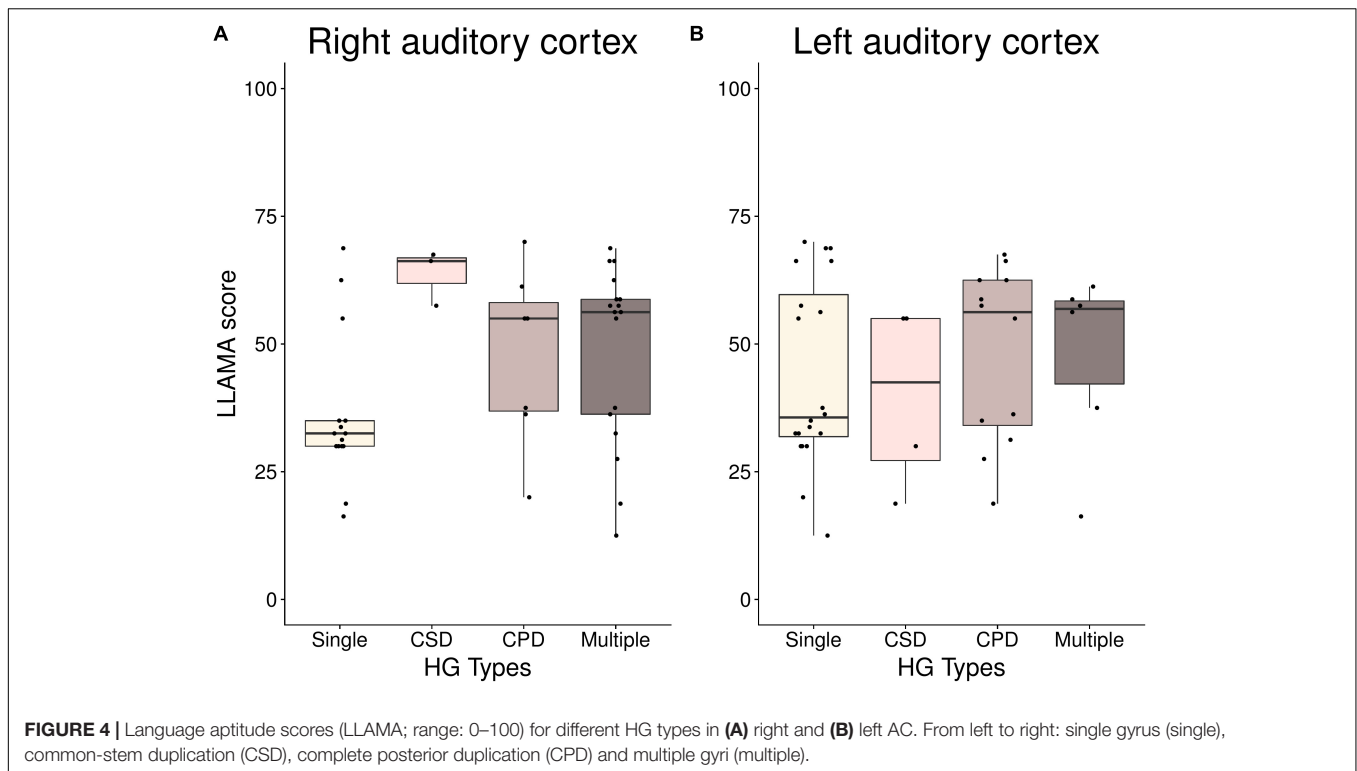 A Right auditory cortex
100
75
50
25
0
LLAMA score
Single CSD CPD Multiple
HG Types
B Left auditory cortex
100
75
50
25
0
Single CSD CPD Multiple
HG Types
FIGURE 4 | Language aptitude scores (LLAMA; range: 0–100) for different HG types in (A) right and (B) left AC. From left to right: single gyrus (single),
common-stem duplication (CSD), complete posterior duplication (CPD) and multiple gyri (multiple).